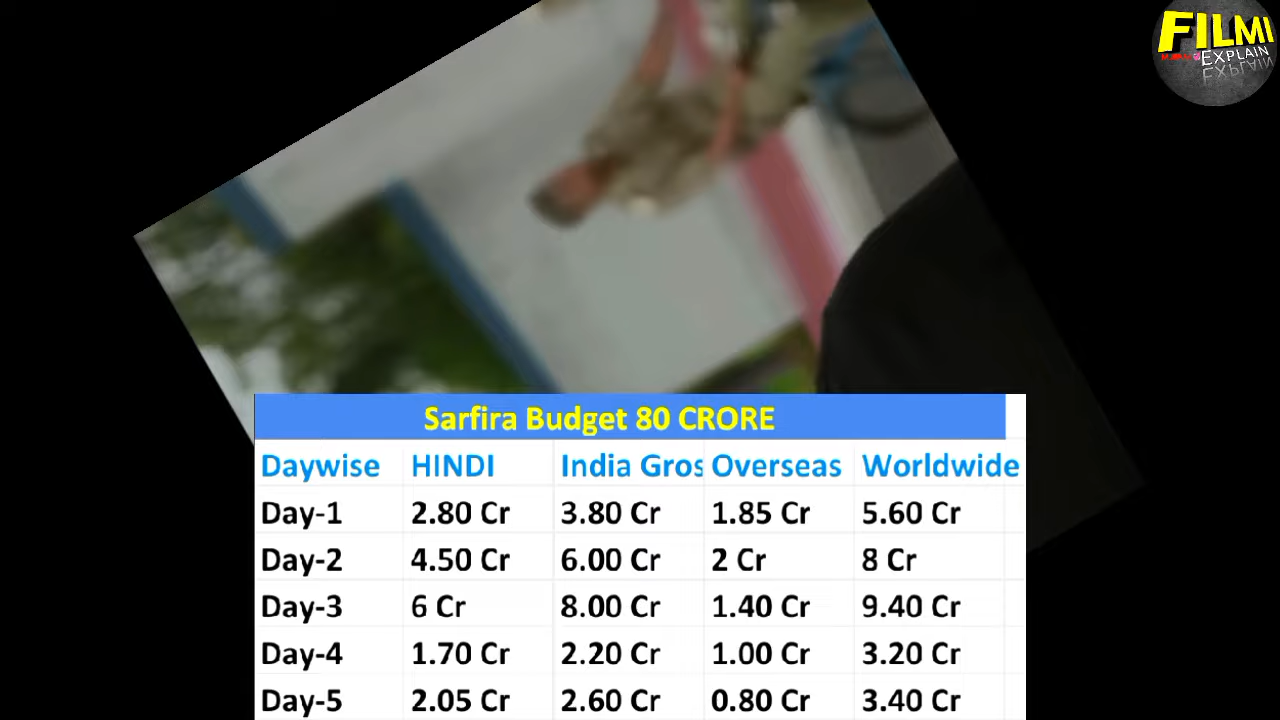 FILMI
EXPLAIN
Sarfira Budget 80 CRORE
Daywise HINDI India Gros Overseas Worldwide
Day-1 2.80 Cr 3.80 Cr 1.85 Cr 5.60 Cr
Day-2 4.50 Cr 6.00 Cr 2 Cr 8 Cr
Day-3 6 Cr 8.00 Cr 1.40 Cr 9.40 Cr
Day-4 1.70 Cr 2.20 Cr 1.00 Cr 3.20 Cr
Day-5 2.05 Cr 2.60 Cr 0.80 Cr 3.40 Cr